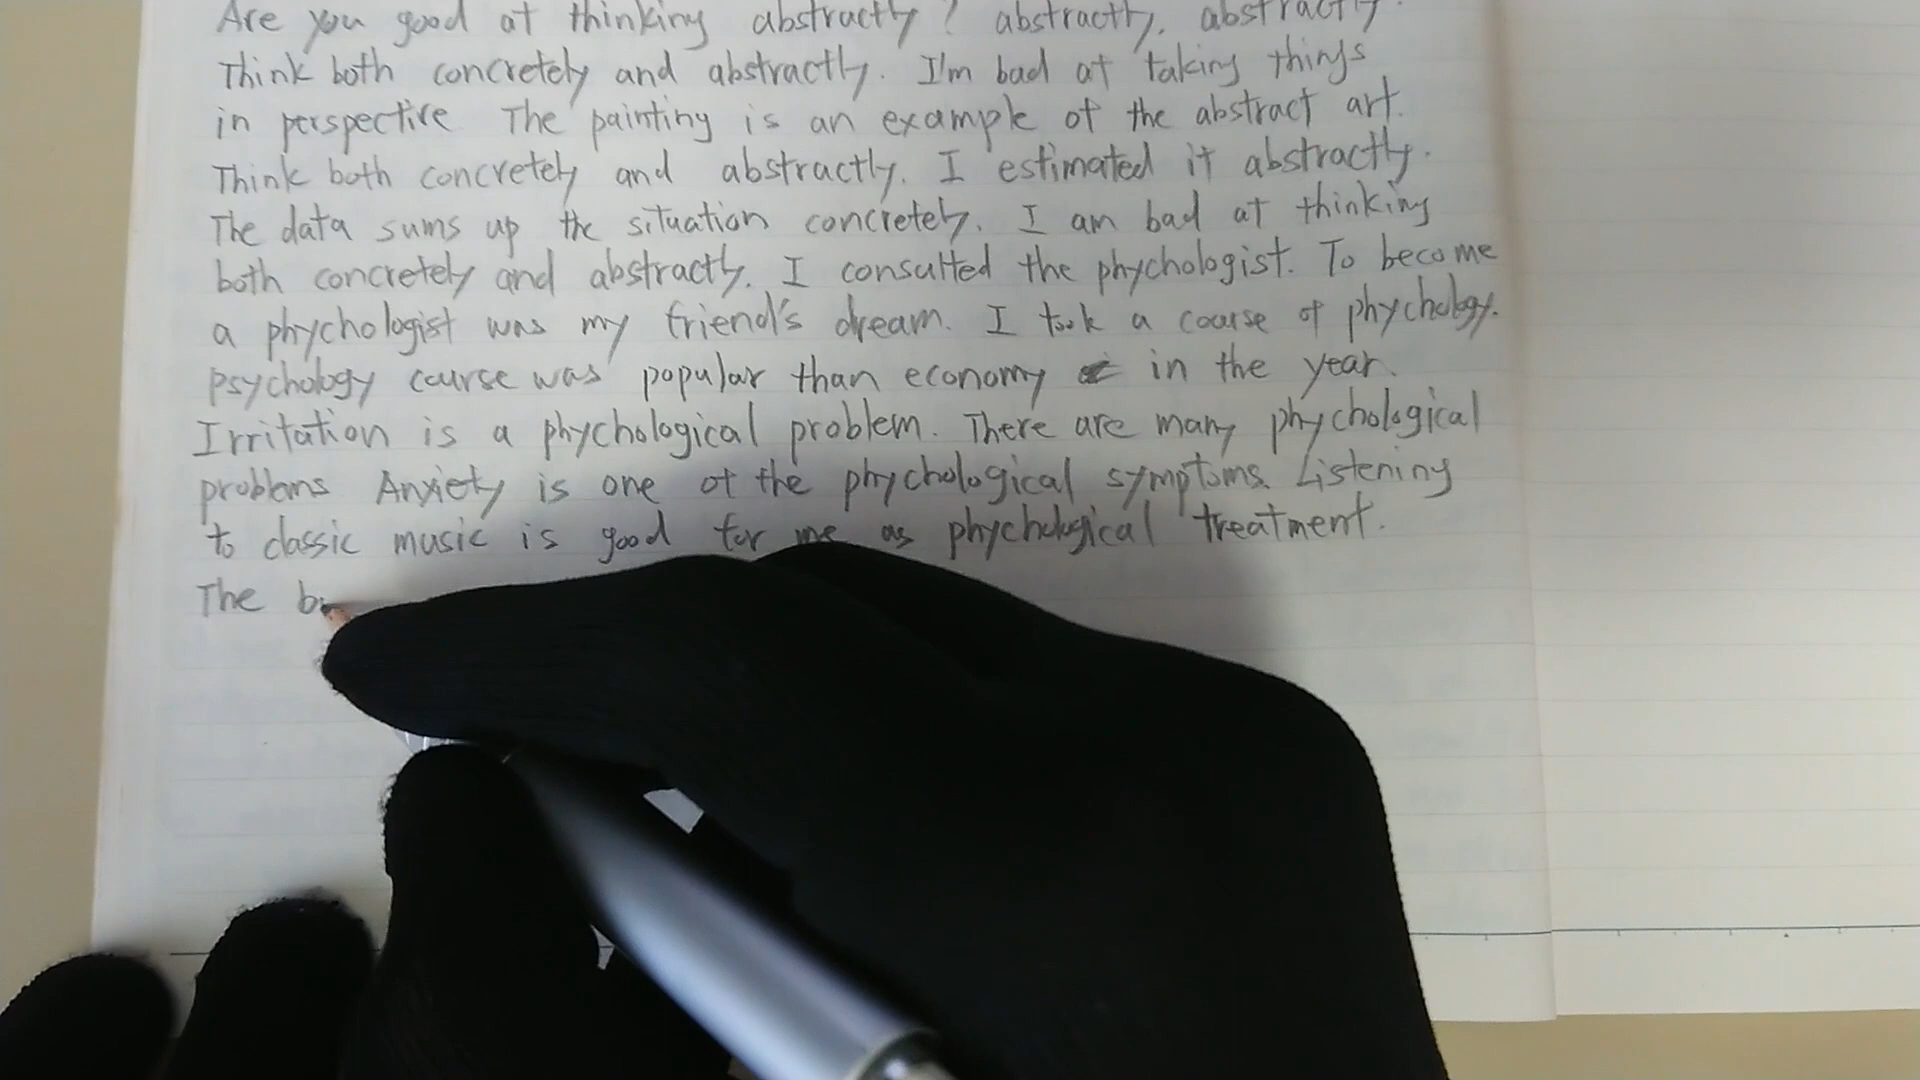 Are you good at thinking abstractly? abstractly, abstractly.
Think both concretely and abstractly. I'm bad at taking things
in perspective The painting is an example of the abstract art.
Think both concretely and abstractly. I estimated it abstractly.
The data sums up the situation concretely. I am bad at thinking
both concretely and abstractly. I consulted the phychologist. To become
a phychologist was my friend's dream. I took a course of phychology.
psychology course was popular than economy in the year.
Irritation is a phychological problem. There are many phychological
problems Anxiety is one of the phychological symptoms. Listening
to classic music is good for me as phychological treatment.
The